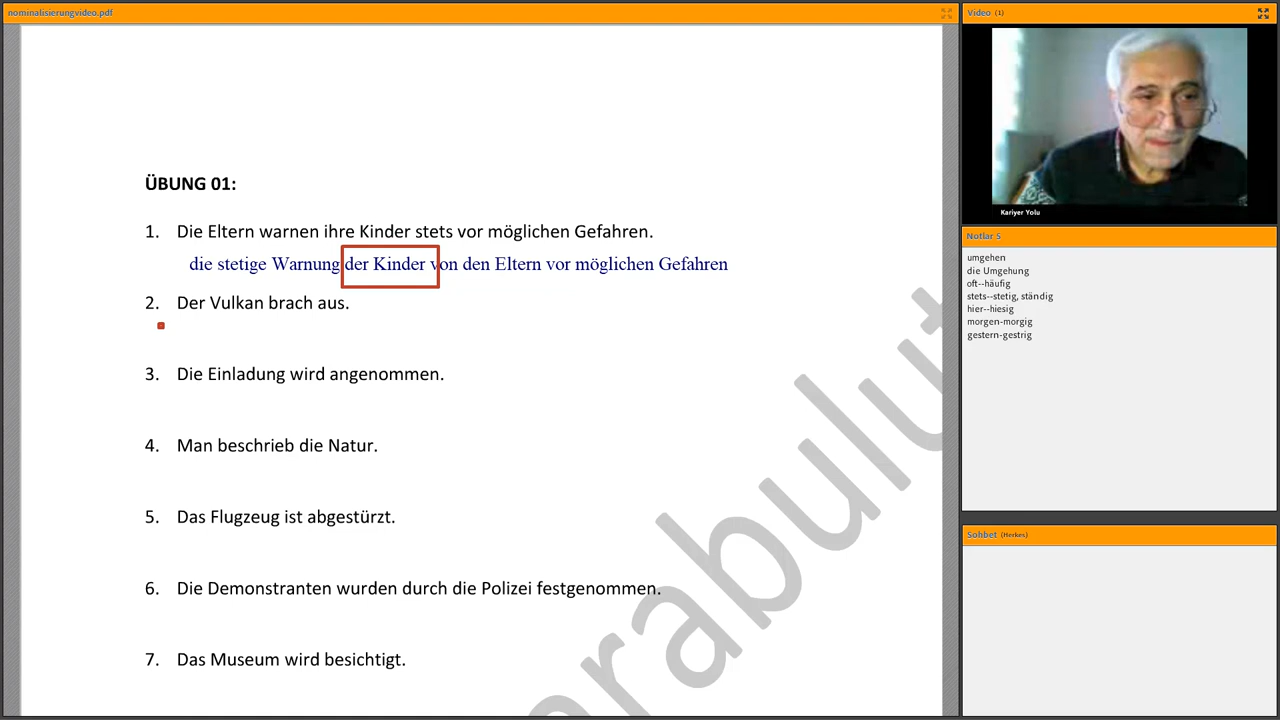 nominalisierungvideo.pdf
ÜBUNG 01:
1. Die Eltern warnen ihre Kinder stets vor möglichen Gefahren.
die stetige Warnung der Kinder von den Eltern vor möglichen Gefahren
2. Der Vulkan brach aus.
3. Die Einladung wird angenommen.
4. Man beschrieb die Natur.
5. Das Flugzeug ist abgestürzt.
6. Die Demonstranten wurden durch die Polizei festgenommen.
7. Das Museum wird besichtigt.
arabulut
Video (1)
Kariyer Yolu
Notlar 5
umgehen
die Umgehung
oft--häufig
stets--stetig, ständig
hier--hiesig
morgen-morgig
gestern-gestrig
Sohbet (Herkes)